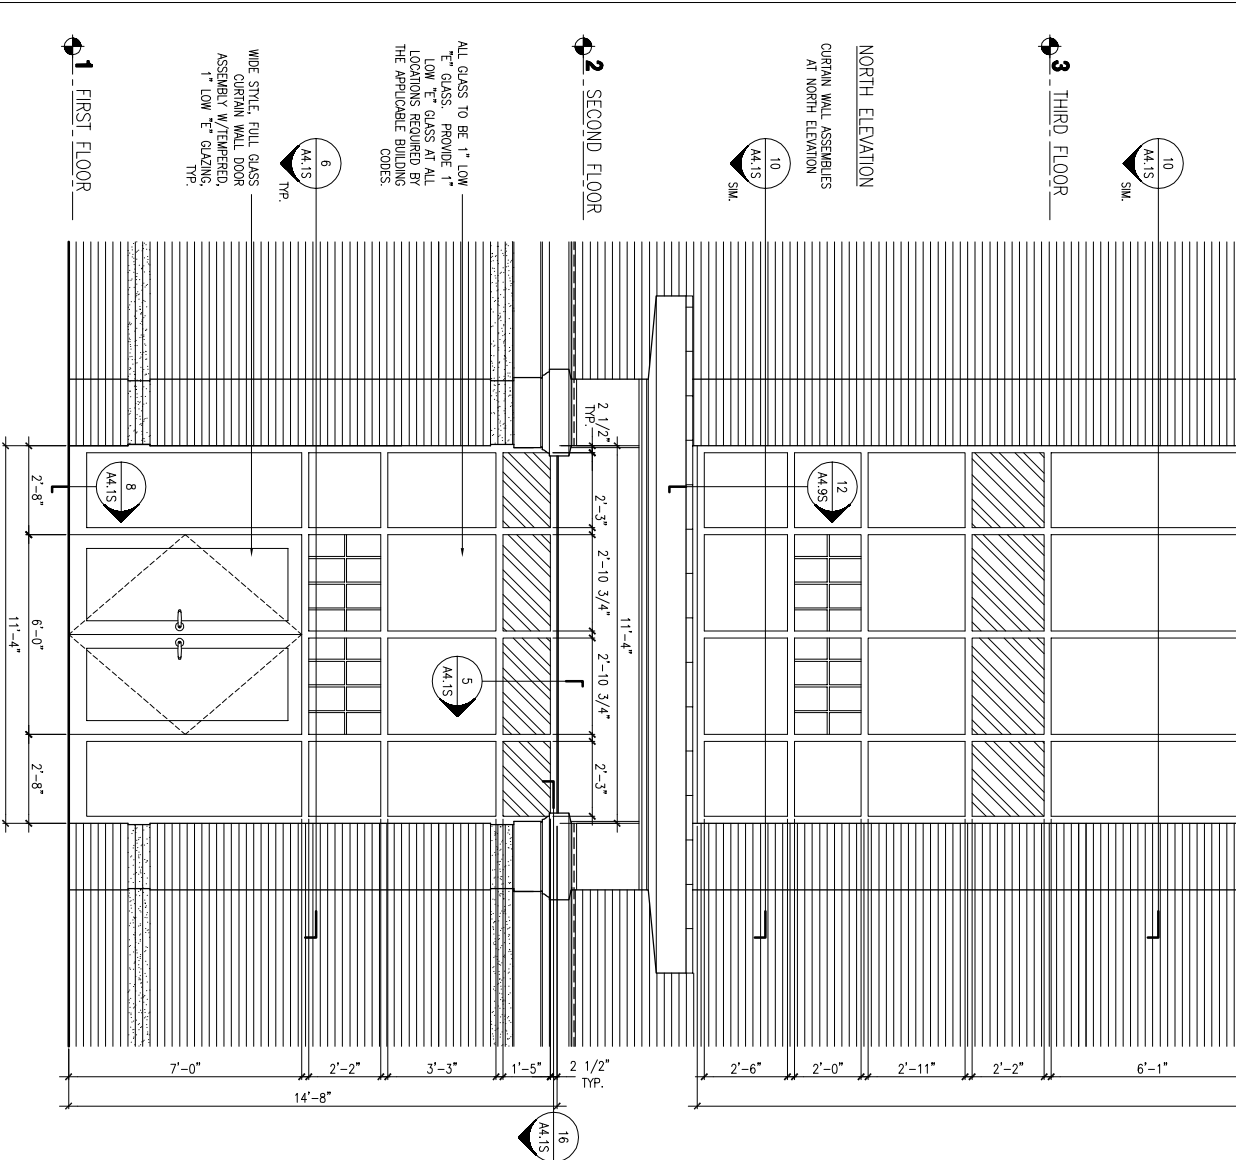 3 THIRD FLOOR
10
A4.1S
SIM.
NORTH ELEVATION
CURTAIN WALL ASSEMBLIES
AT NORTH ELEVATION
10
A4.1S
SIM.
2 SECOND FLOOR
ALL GLASS TO BE 1" LOW
"E" GLASS. PROVIDE 1"
LOW "E" GLASS AT ALL
LOCATIONS REQUIRED BY
THE APPLICABLE BUILDING
CODES.
6
A4.1S
TYP.
WIDE STYLE, FULL GLASS
CURTAIN WALL DOOR
ASSEMBLY W/TEMPERED,
1" LOW "E" GLAZING,
TYP.
1 FIRST FLOOR
12
A4.9S
2 1/2"
TYP.
2'-3"
2'-10 3/4"
2'-10 3/4"
2'-3"
11'-4"
5
A4.1S
8
A4.1S
2'-8"
6'-0"
2'-8"
11'-4"
7'-0"
2'-2"
3'-3"
1'-5"
2 1/2"
TYP.
14'-8"
2'-6"
2'-0"
2'-11"
2'-2"
6'-1"
16
A4.1S